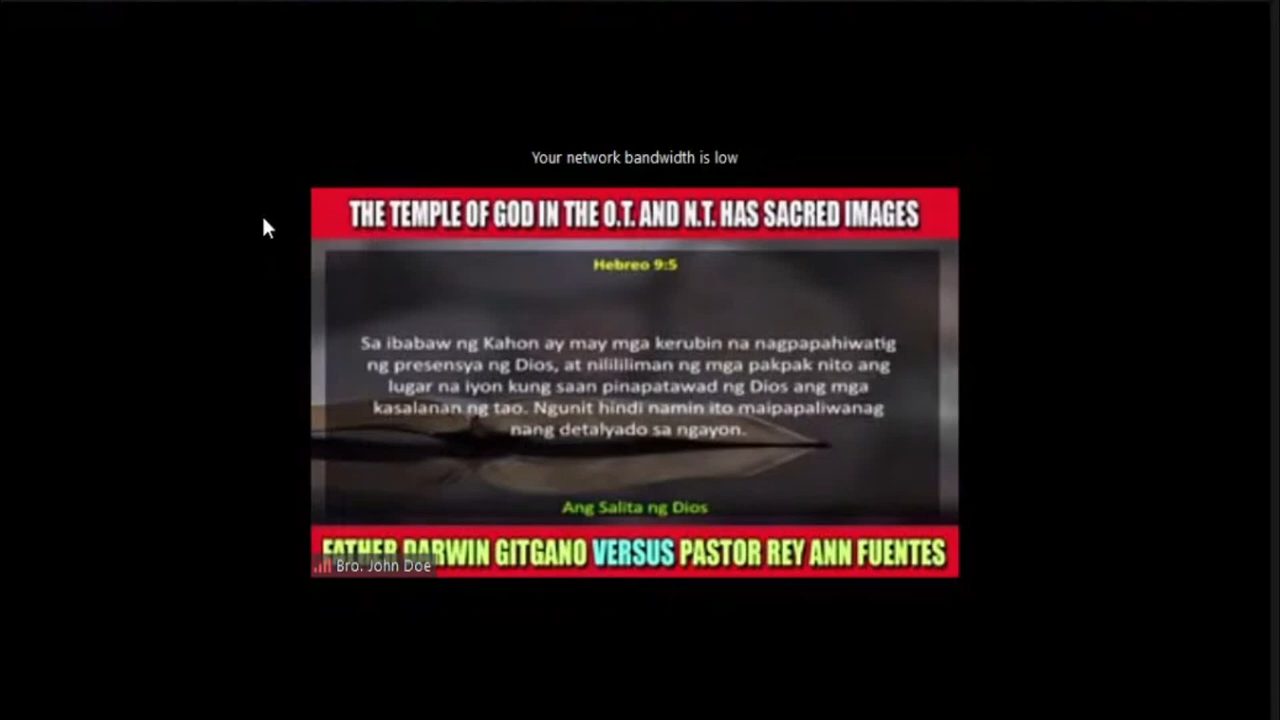 Your network bandwidth is low
THE TEMPLE OF GOD IN THE O.T. AND N.T. HAS SACRED IMAGES
Hebreo 9:5
Sa ibabaw ng Kahon ay may mga kerubin na nagpapahiwatig
ng presensya ng Dios, at nilililiman ng mga pakpak nito ang
lugar na iyon kung saan pinapatawad ng Dios ang mga
kasalanan ng tao. Ngunit hindi namin ito maipapaliwanag
nang detalyado sa ngayon.
Ang Salita ng Dios
FATHER DARWIN GITGANO VERSUS PASTOR REY ANN FUENTES
Bro. John Doe